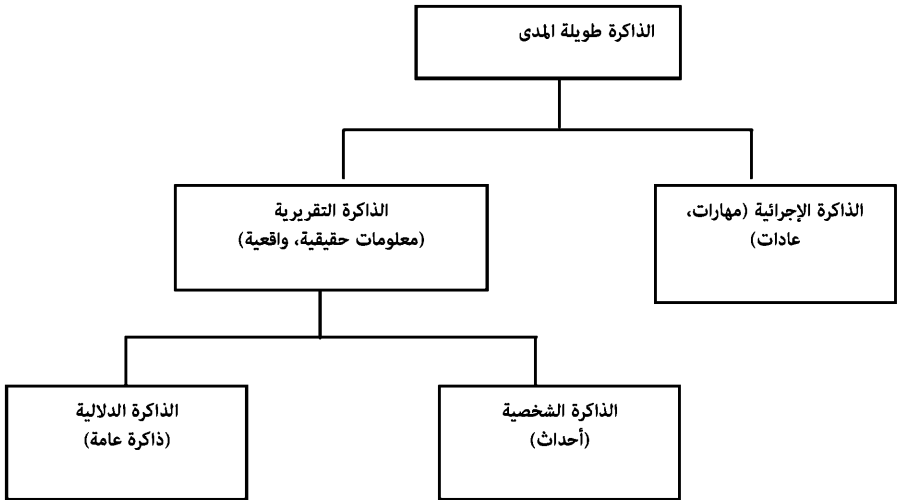 الذاكرة طويلة المدى
الذاكرة الإجرائية (مهارات،
عادات)
الذاكرة التقريرية
(معلومات حقيقية، واقعية)
الذاكرة الشخصية
(أحداث)
الذاكرة الدلالية
(ذاكرة عامة)